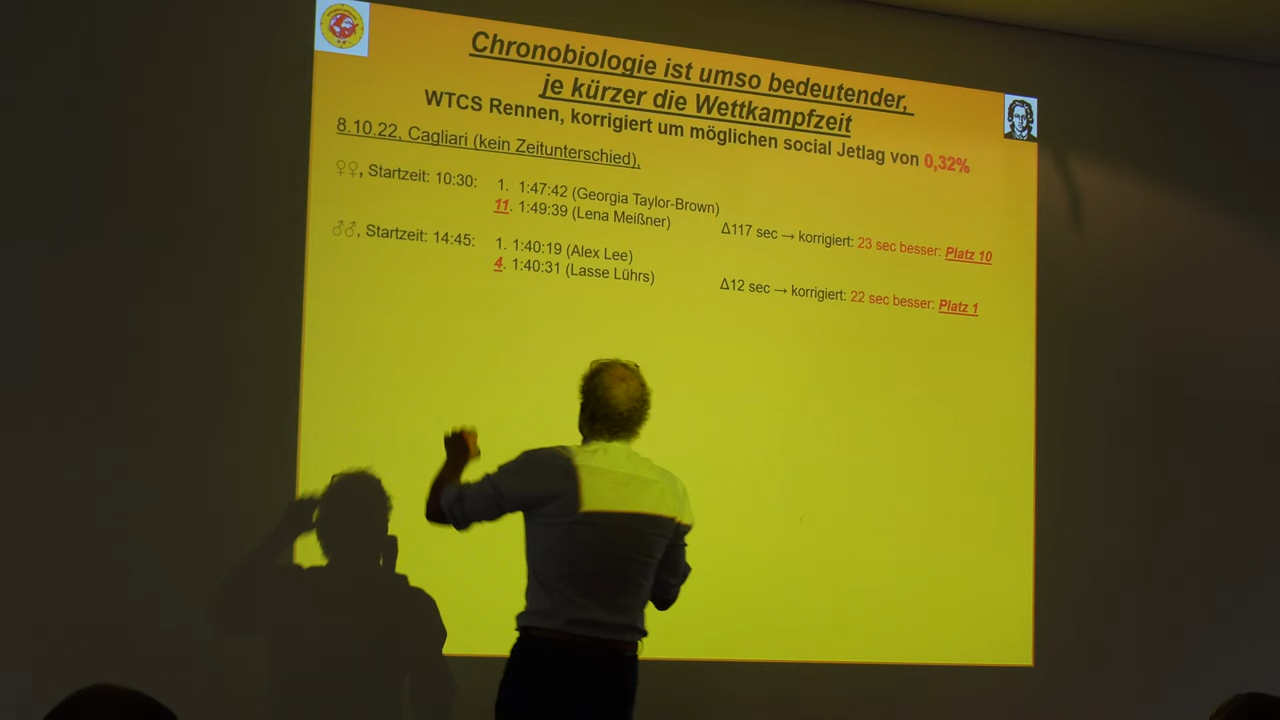 Chronobiologie ist umso bedeutender,
je kürzer die Wettkampfzeit
WTCS Rennen, korrigiert um möglichen social Jetlag von 0,32%
8.10.22, Cagliari (kein Zeitunterschied),
♀♀, Startzeit: 10:30: 1. 1:47:42 (Georgia Taylor-Brown)
11. 1:49:39 (Lena Meißner) Δ117 sec → korrigiert: 23 sec besser: Platz 10
♂♂, Startzeit: 14:45: 1. 1:40:19 (Alex Lee)
4. 1:40:31 (Lasse Lührs) Δ12 sec → korrigiert: 22 sec besser: Platz 1